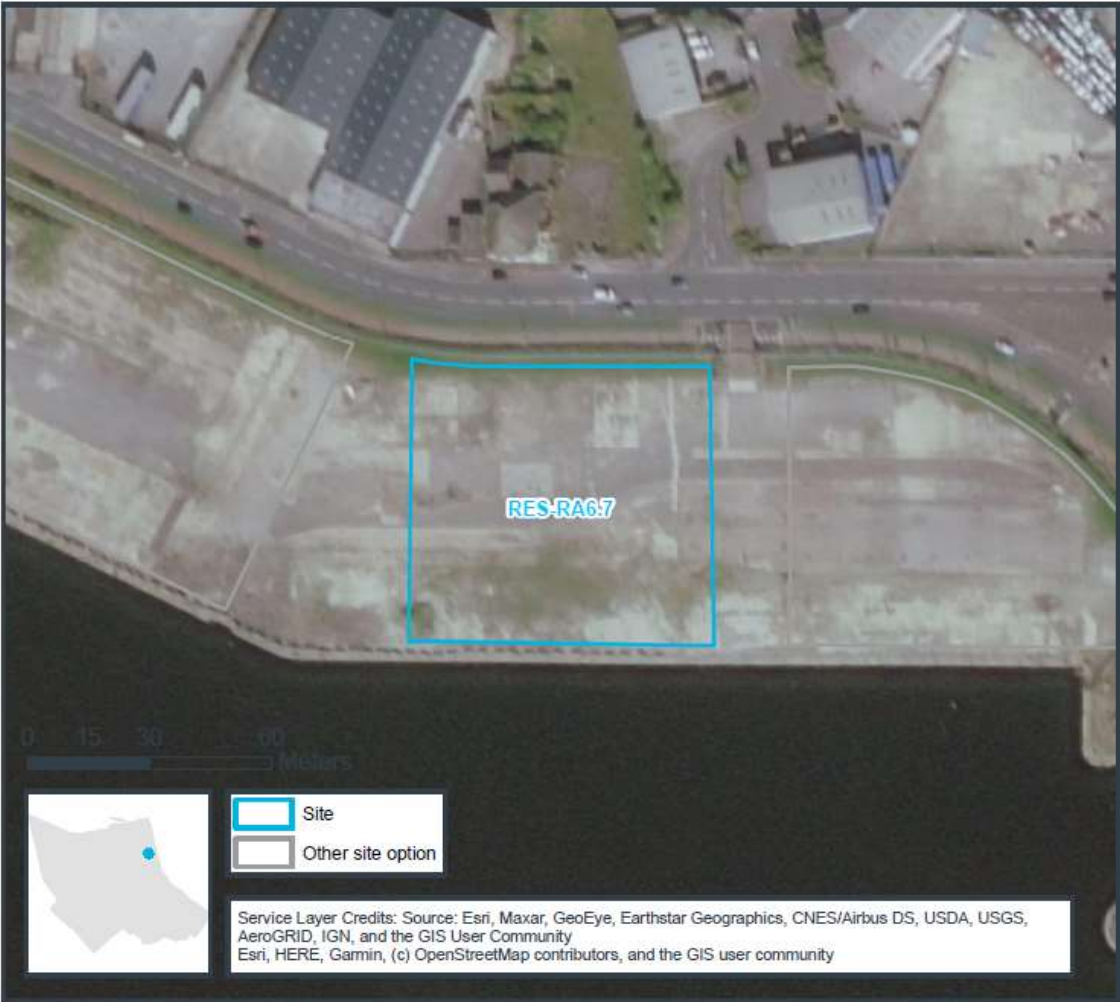 RES-RA6.7
0 15 30 60
Meters
Site
Other site option
Service Layer Credits: Source: Esri, Maxar, GeoEye, Earthstar Geographics, CNES/Airbus DS, USDA, USGS,
AeroGRID, IGN, and the GIS User Community
Esri, HERE, Garmin, (c) OpenStreetMap contributors, and the GIS user community